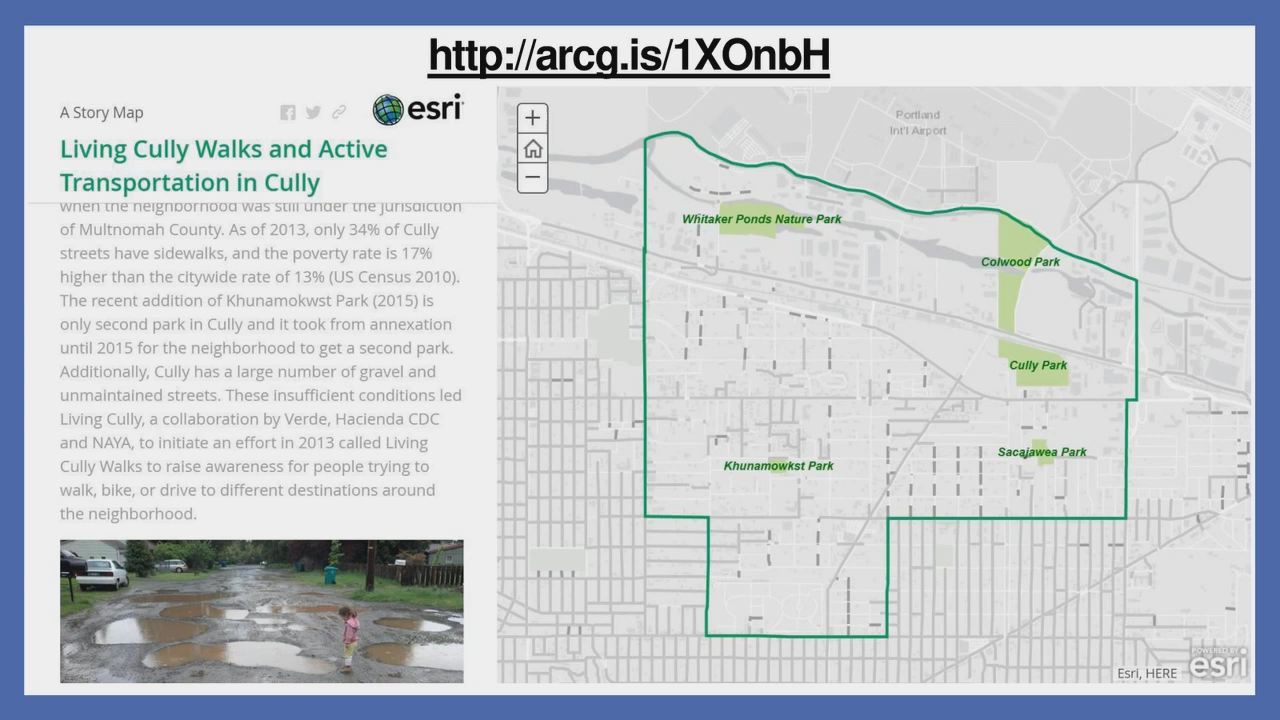 http://arcg.is/1XOnbH
A Story Map
esri
Living Cully Walks and Active
Transportation in Cully
when the neighborhood was still under the jurisdiction
of Multnomah County. As of 2013, only 34% of Cully
streets have sidewalks, and the poverty rate is 17%
higher than the citywide rate of 13% (US Census 2010).
The recent addition of Khunamokwst Park (2015) is
only second park in Cully and it took from annexation
until 2015 for the neighborhood to get a second park.
Additionally, Cully has a large number of gravel and
unmaintained streets. These insufficient conditions led
Living Cully, a collaboration by Verde, Hacienda CDC
and NAYA, to initiate an effort in 2013 called Living
Cully Walks to raise awareness for people trying to
walk, bike, or drive to different destinations around
the neighborhood.
Portland
Int'l Airport
Whitaker Ponds Nature Park
Colwood Park
Cully Park
Sacajawea Park
Khunamowkst Park
Esri, HERE
POWERED BY
esri